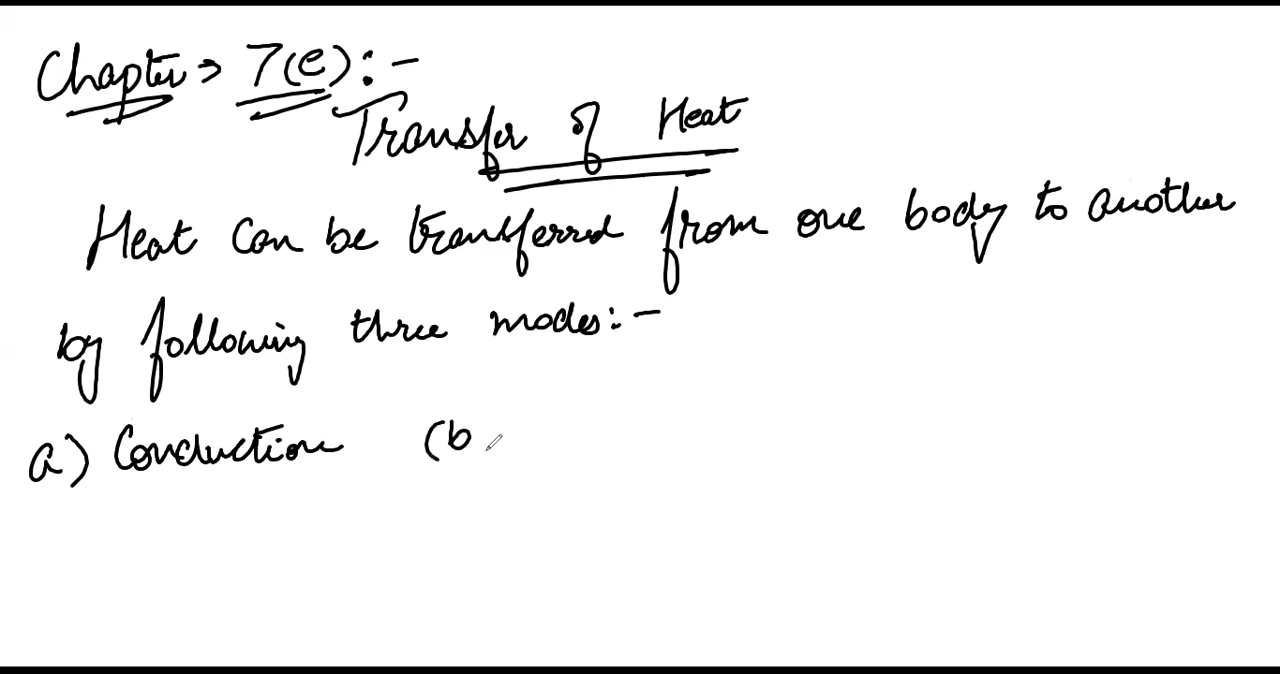 Chapter → 7(e):-
Transfer of Heat
Heat can be transferred from one body to another
by following three modes:-
a) Conduction (b